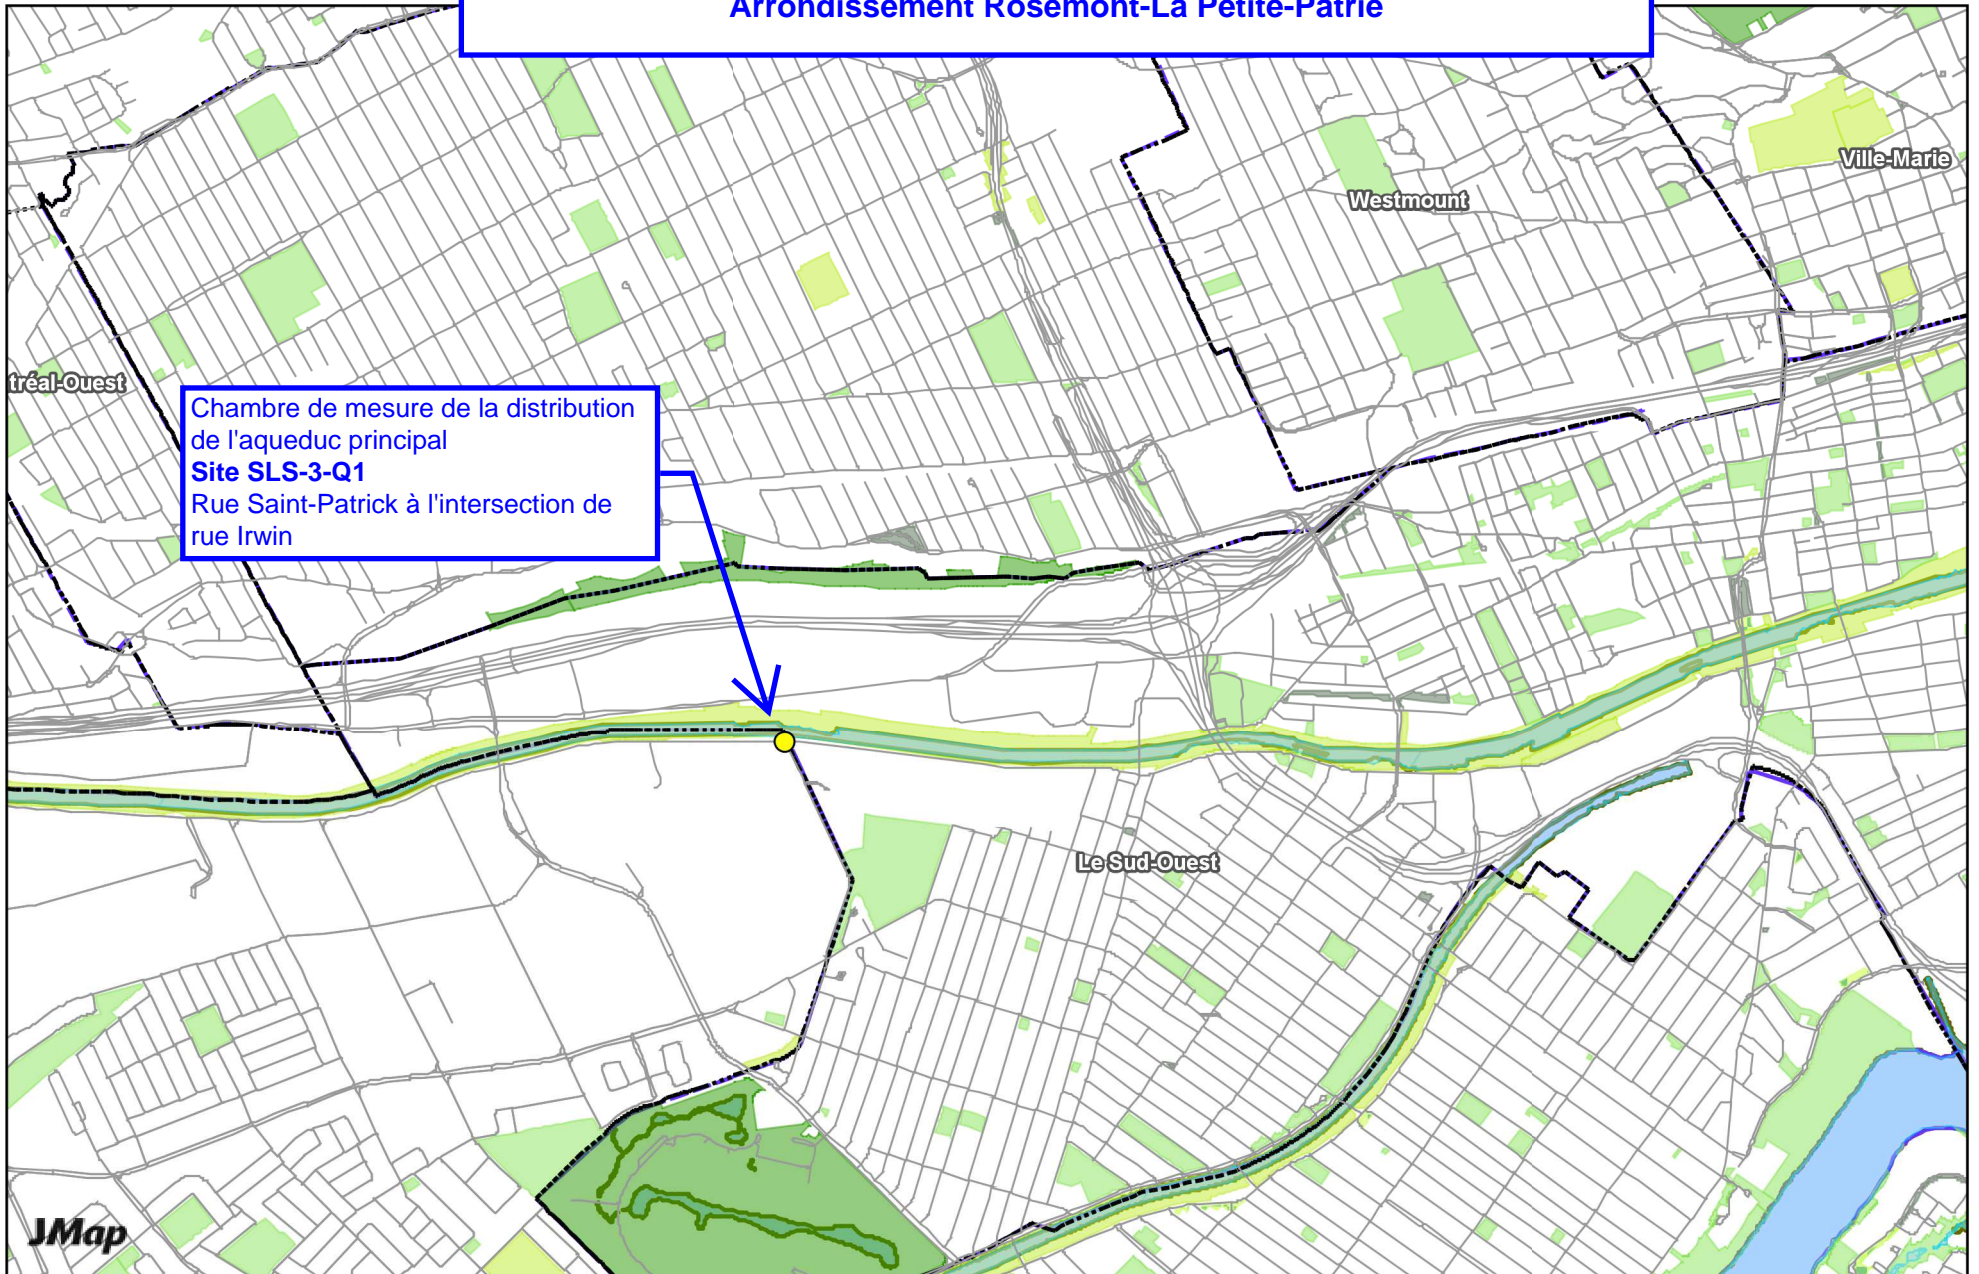 Arrondissement Rosemont-La Petite-Patrie
Ville-Marie
Westmount
tréal-Ouest
Chambre de mesure de la distribution
de l'aqueduc principal
Site SLS-3-Q1
Rue Saint-Patrick à l'intersection de
rue Irwin
Le Sud-Ouest
JMap